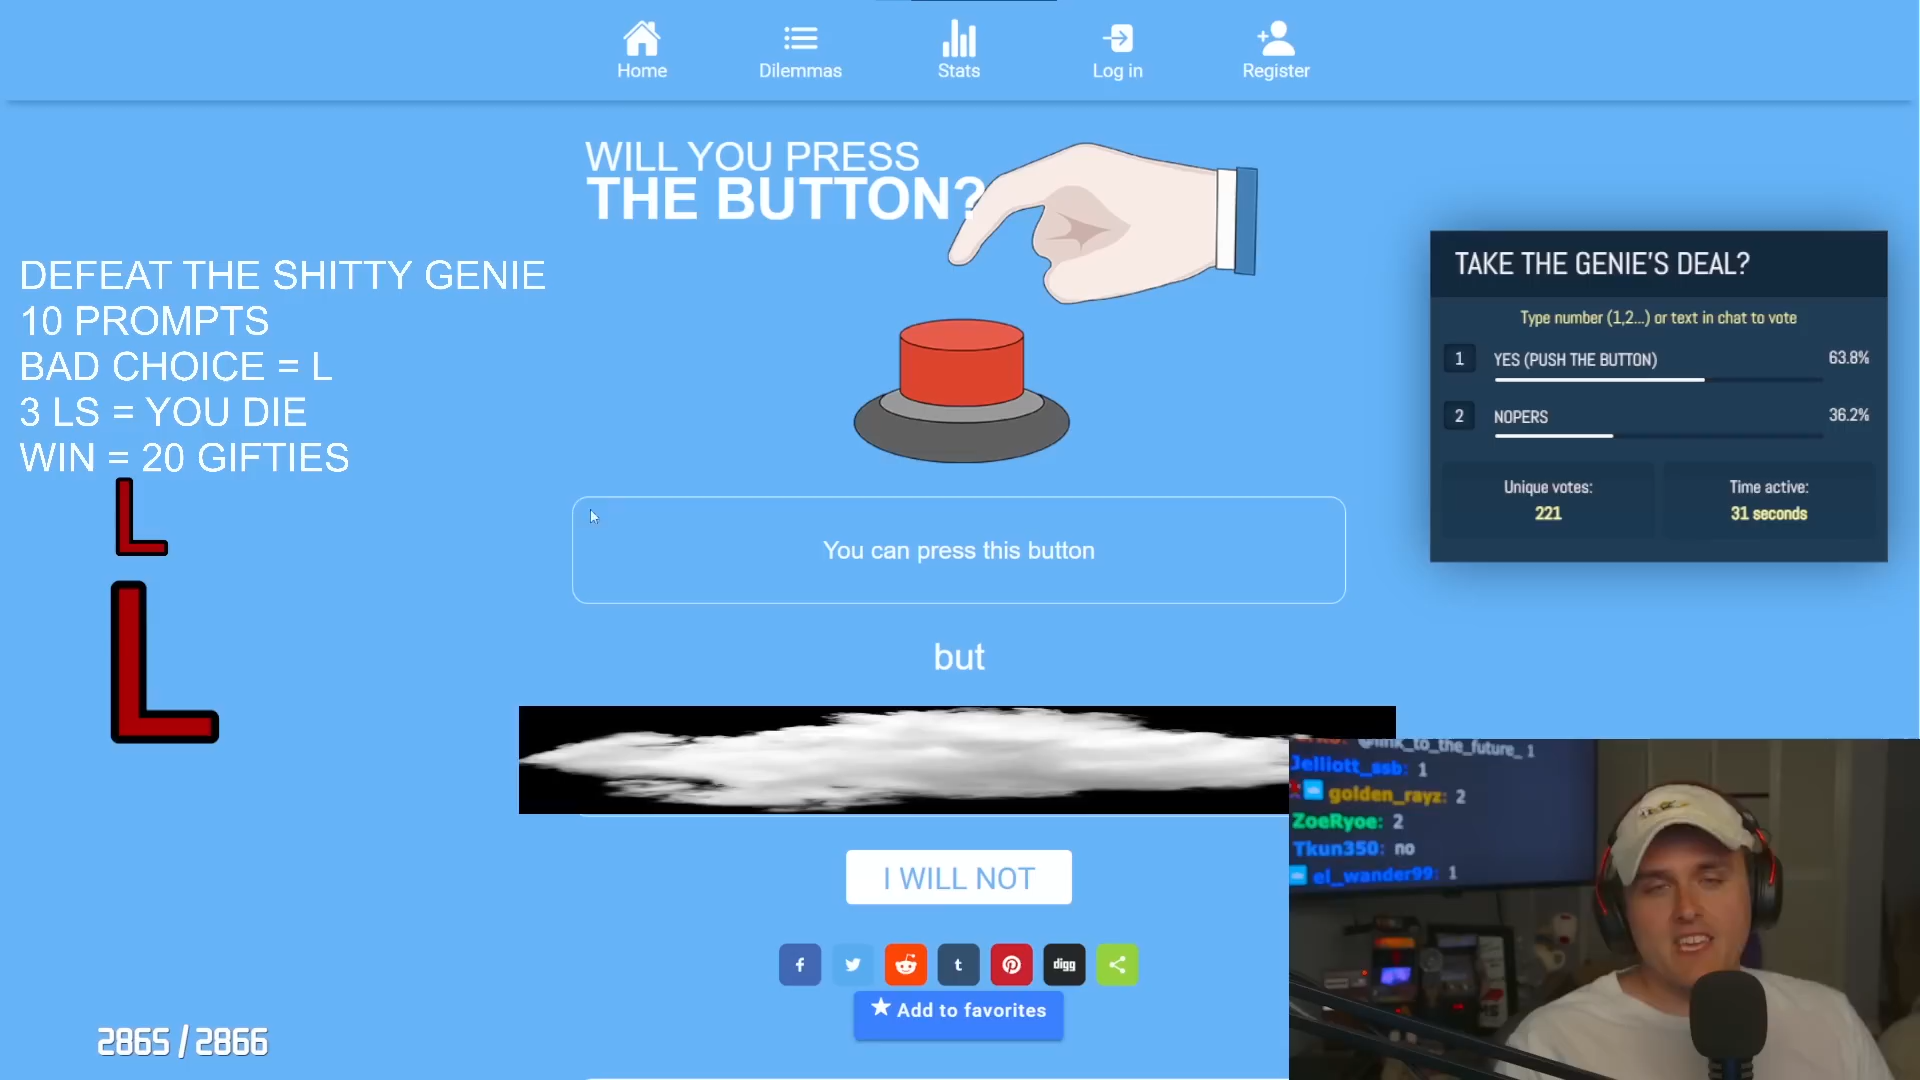 Home
Dilemmas
Stats
Log in
Register
WILL YOU PRESS
THE BUTTON?
DEFEAT THE SHITTY GENIE
10 PROMPTS
BAD CHOICE = L
3 LS = YOU DIE
WIN = 20 GIFTIES
L
L
2865 / 2866
You can press this button
but
I WILL NOT
f
t
digg
Add to favorites
TAKE THE GENIE'S DEAL?
Type number (1,2...) or text in chat to vote
1 YES (PUSH THE BUTTON) 63.8%
2 NOPERS 36.2%
Unique votes: Time active:
221 31 seconds
@link_to_the_future_ 1
Jelliott_ssb: 1
golden_rayz: 2
ZoeRyoe: 2
Tkun350: no
el_wander99: 1